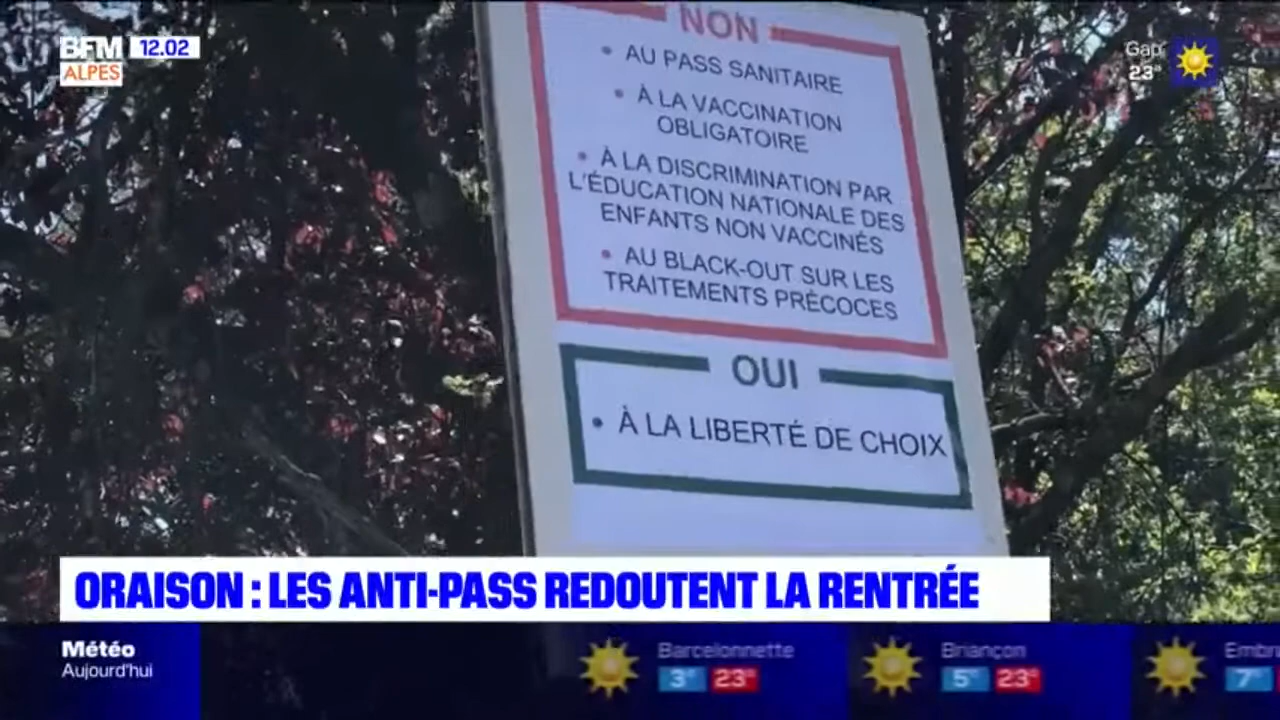 BFM 12.02
ALPES
Gap
23°
NON
• AU PASS SANITAIRE
• À LA VACCINATION
OBLIGATOIRE
• À LA DISCRIMINATION PAR
L'ÉDUCATION NATIONALE DES
ENFANTS NON VACCINÉS
• AU BLACK-OUT SUR LES
TRAITEMENTS PRÉCOCES
OUI
• À LA LIBERTÉ DE CHOIX
ORAISON : LES ANTI-PASS REDOUTENT LA RENTRÉE
Météo
Aujourd'hui
Barcelonnette
3° 23°
Briançon
5° 23°
Embru
7°